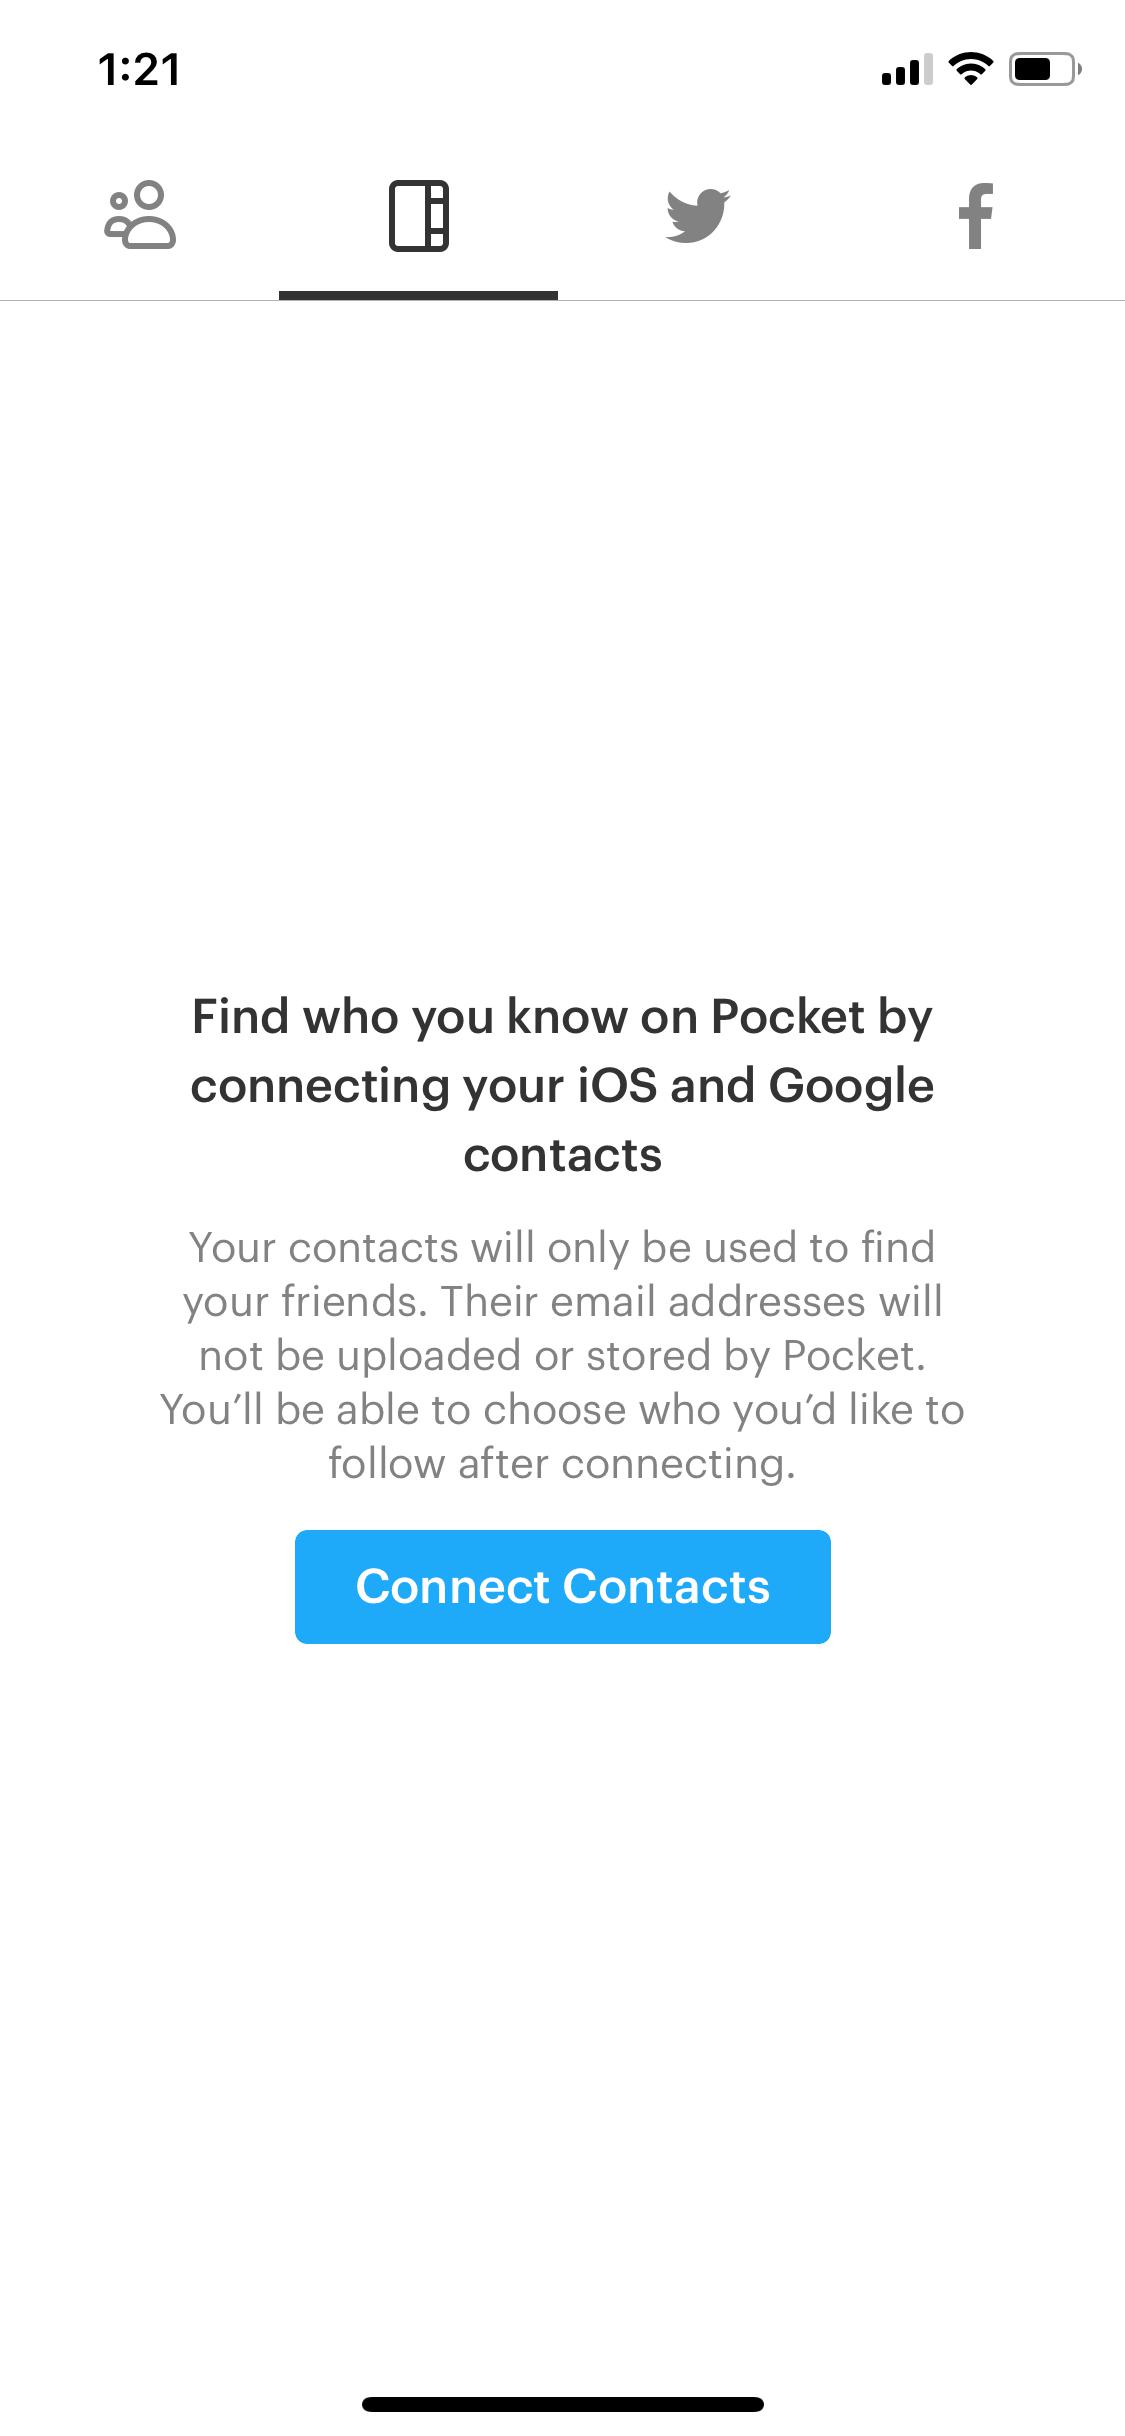 1:21
Find who you know on Pocket by
connecting your iOS and Google
contacts
Your contacts will only be used to find
your friends. Their email addresses will
not be uploaded or stored by Pocket.
You’ll be able to choose who you’d like to
follow after connecting.
Connect Contacts